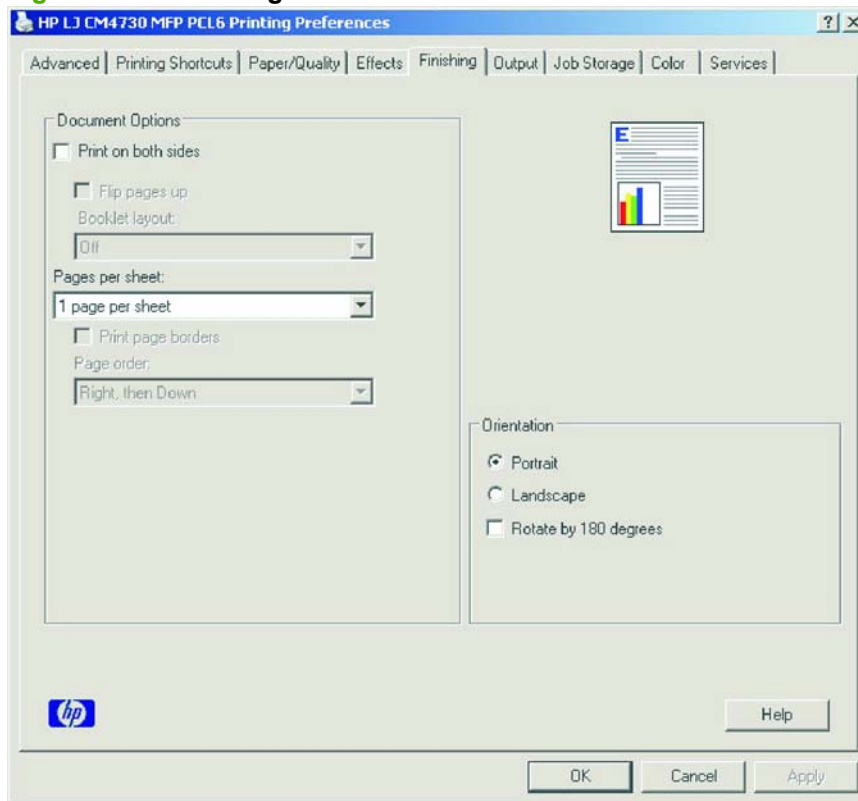 HP LJ CM4730 MFP PCL6 Printing Preferences
Advanced Printing Shortcuts Paper/Quality Effects Finishing Output Job Storage Color Services
Document Options
Print on both sides
Flip pages up
Booklet layout:
Off
Pages per sheet:
1 page per sheet
Print page borders
Page order:
Right, then Down
E
Orientation
Portrait
Landscape
Rotate by 180 degrees
hp
Help
OK Cancel Apply